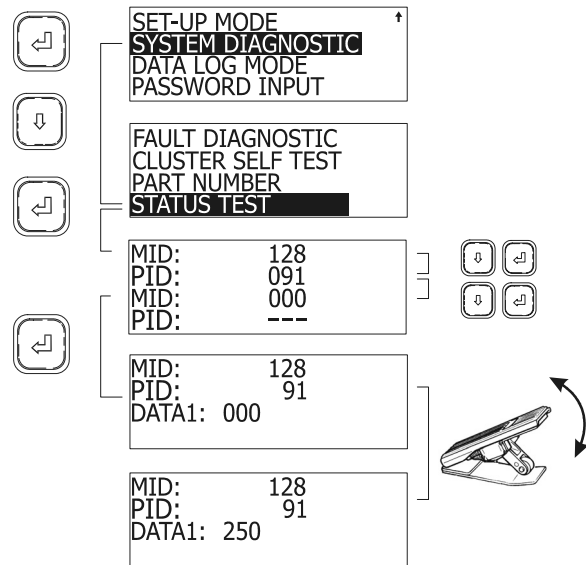 SET-UP MODE
SYSTEM DIAGNOSTIC
DATA LOG MODE
PASSWORD INPUT
FAULT DIAGNOSTIC
CLUSTER SELF TEST
PART NUMBER
STATUS TEST
MID: 128
PID: 091
MID: 000
PID: ---
MID: 128
PID: 91
DATA1: 000
MID: 128
PID: 91
DATA1: 250